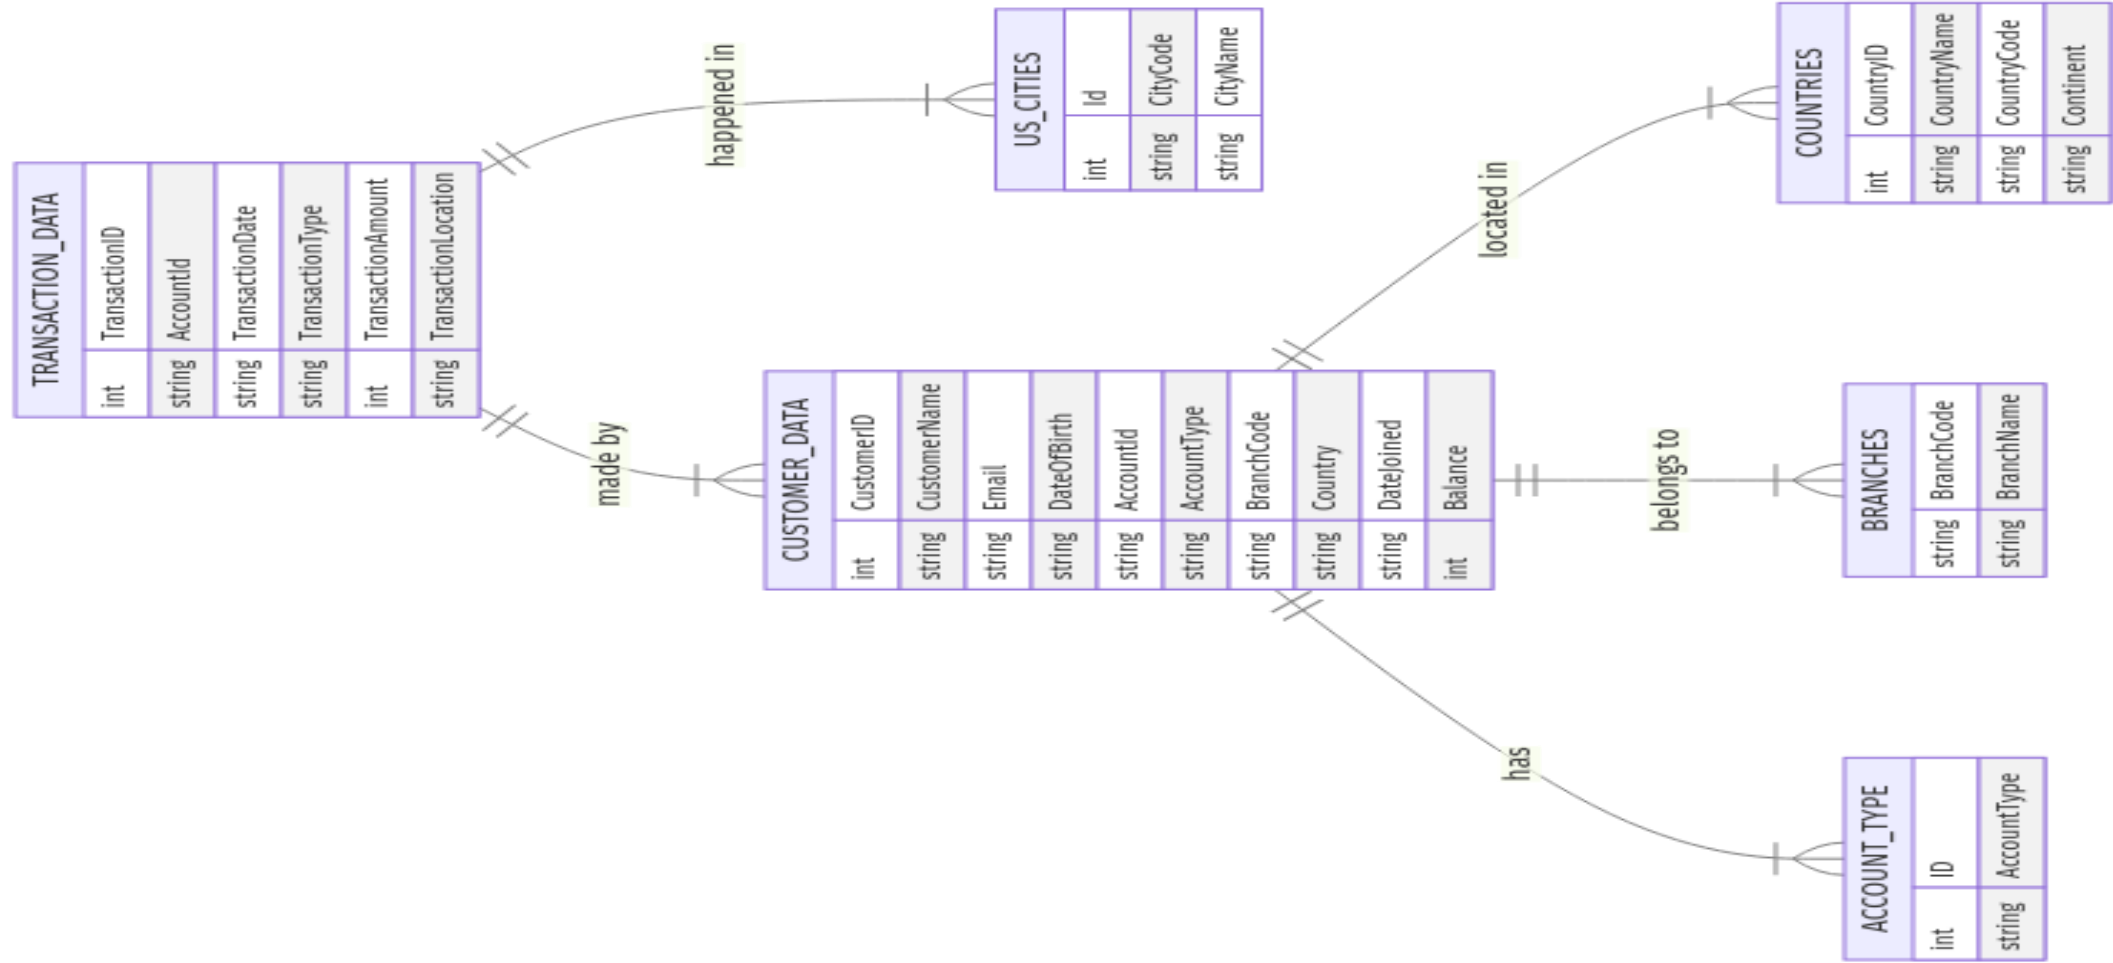 TRANSACTION_DATA
int TransactionID
string AccountId
string TransactionDate
string TransactionType
int TransactionAmount
string TransactionLocation
made by
happened in
CUSTOMER_DATA
int CustomerID
string CustomerName
string Email
string DateOfBirth
string AccountId
string AccountType
string BranchCode
string Country
string DateJoined
int Balance
US_CITIES
int Id
string CityCode
string CityName
has
belongs to
located in
ACCOUNT_TYPE
int ID
string AccountType
BRANCHES
string BranchCode
string BranchName
COUNTRIES
int CountryID
string CountryName
string CountryCode
string Continent